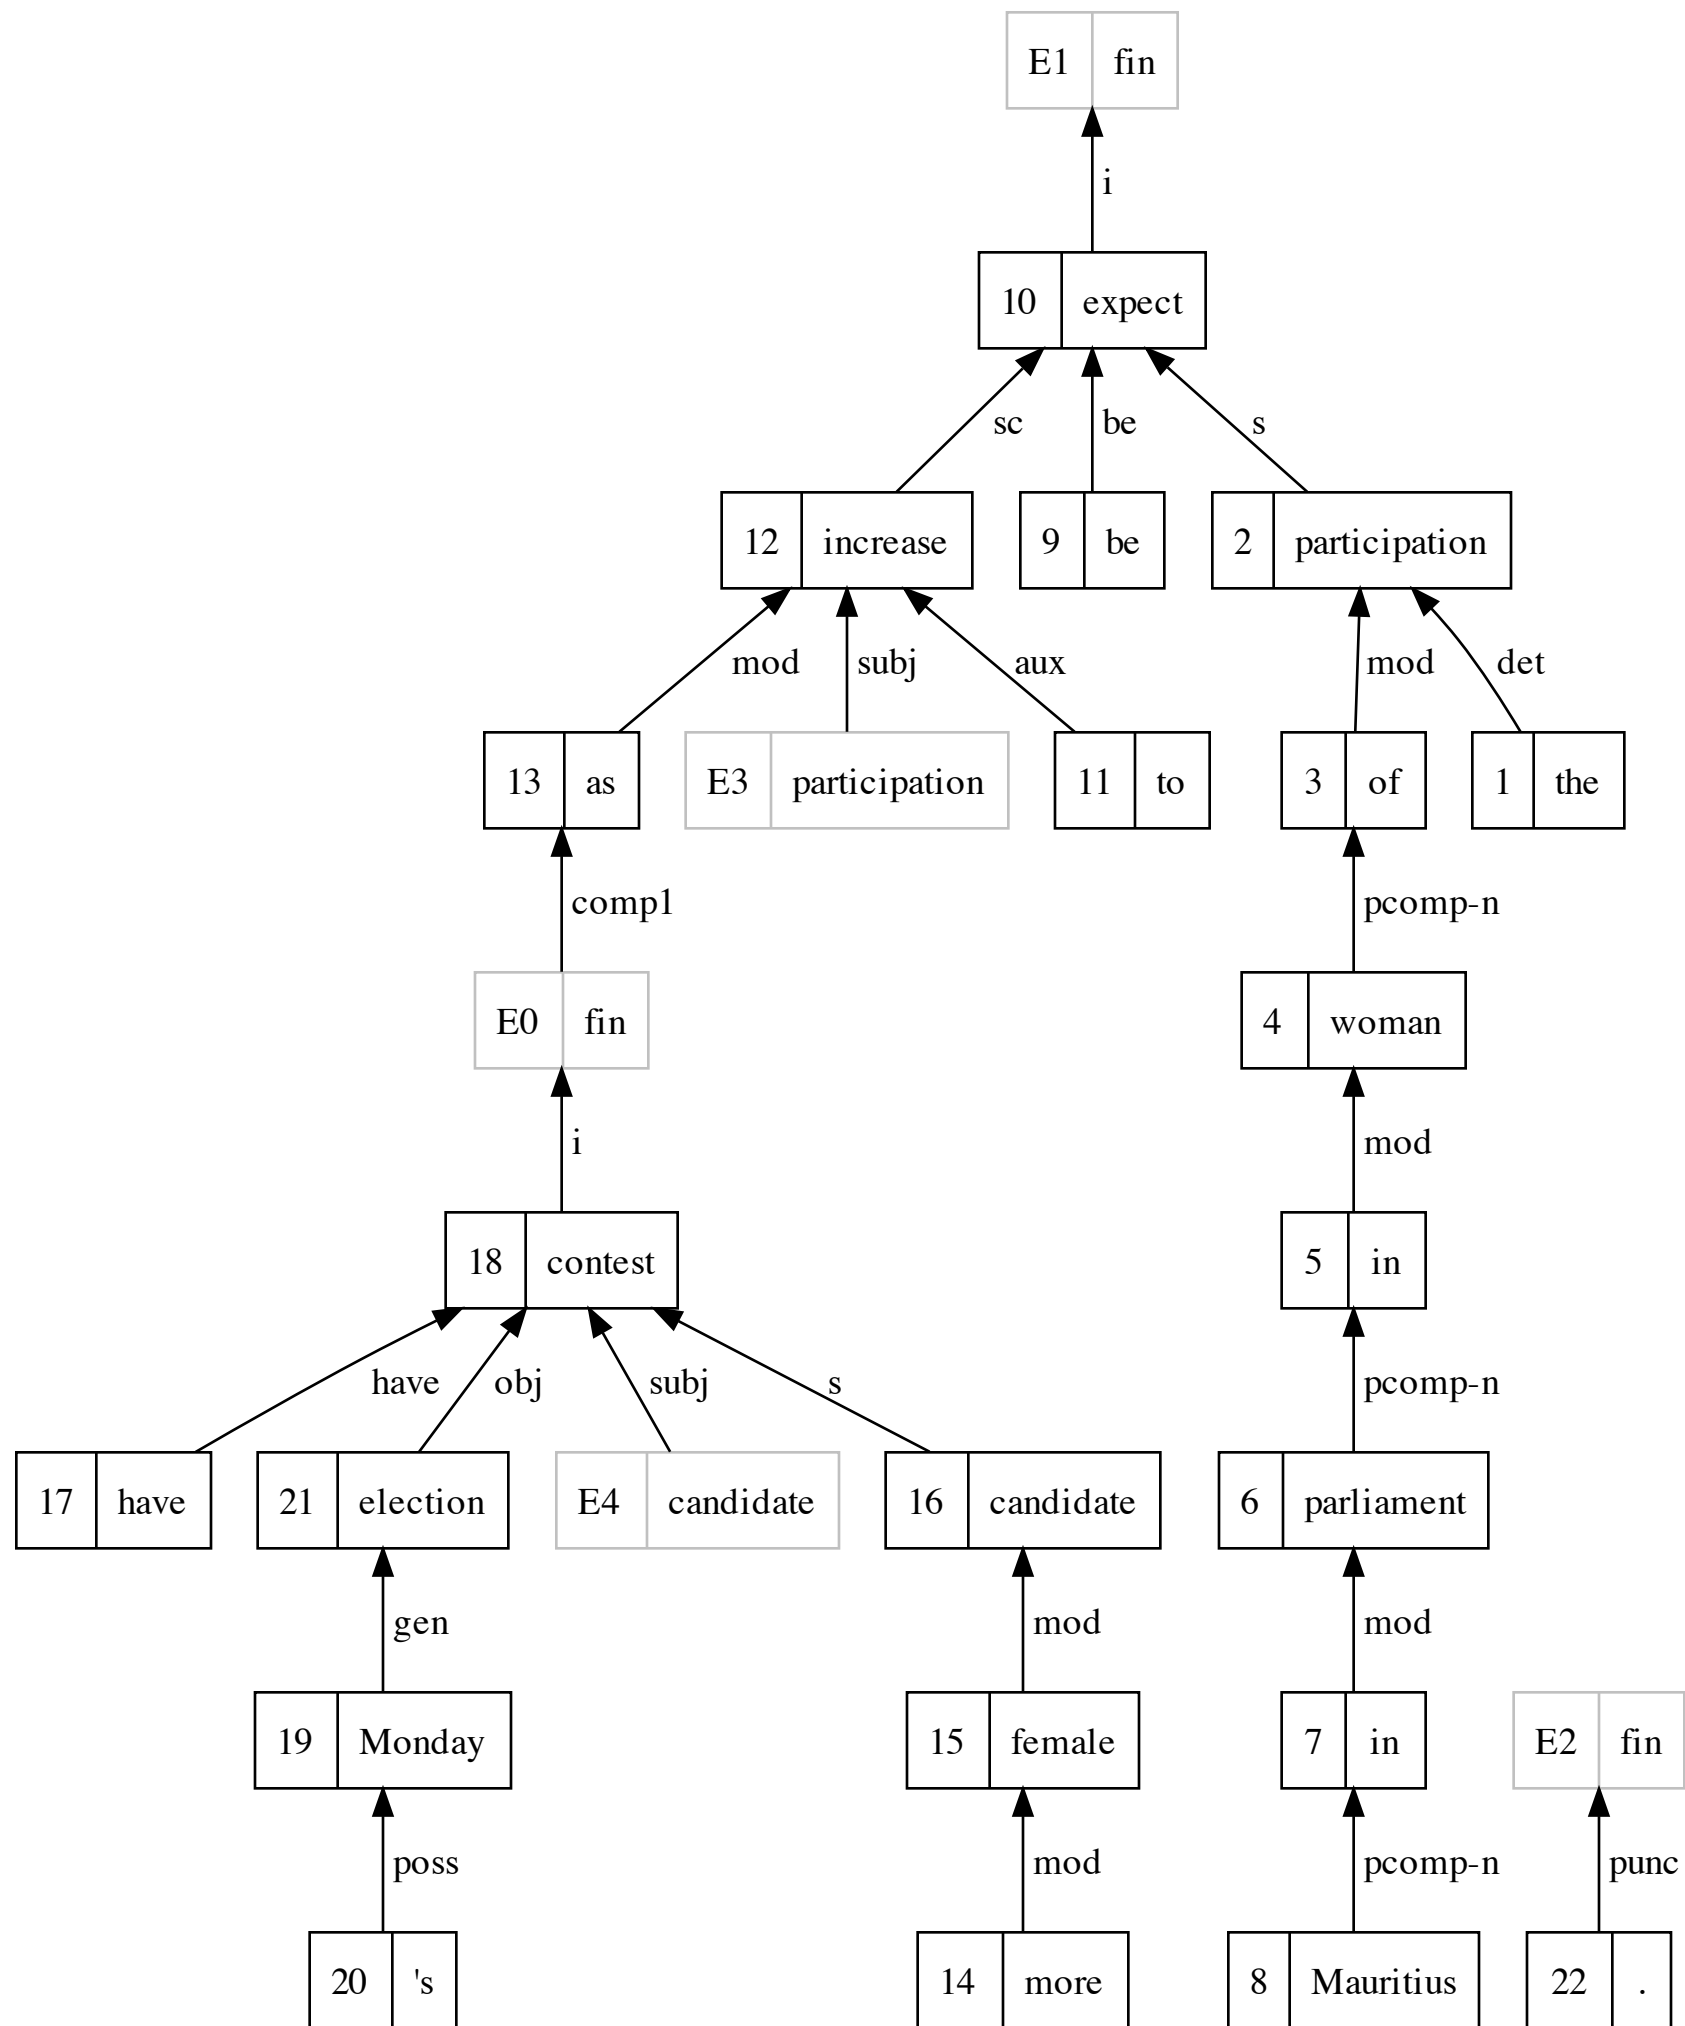 E1 fin
i
10 expect
sc be s
12 increase 9 be 2 participation
mod subj aux mod det
13 as E3 participation 11 to 3 of 1 the
comp1 pcomp-n
E0 fin 4 woman
i mod
18 contest 5 in
have obj subj s pcomp-n
17 have 21 election E4 candidate 16 candidate 6 parliament
gen mod mod
19 Monday 15 female 7 in E2 fin
poss mod pcomp-n punc
20 's 14 more 8 Mauritius 22 .